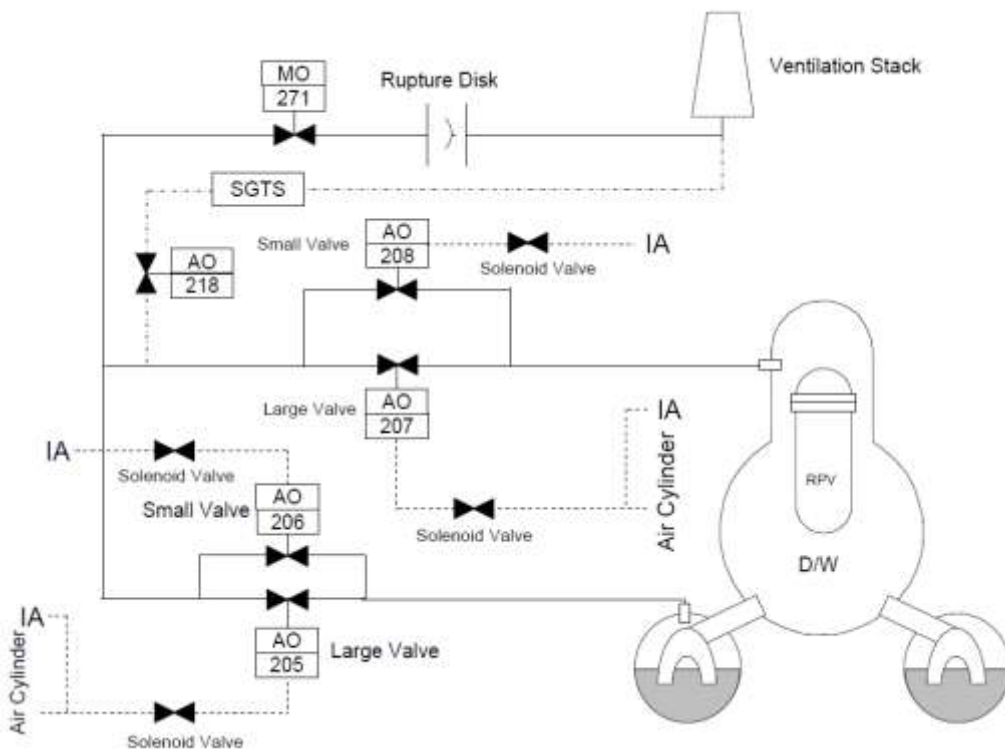 MO
271
Rupture Disk
Ventilation Stack
SGTS
AO
218
Small Valve
AO
208
Solenoid Valve
IA
Large Valve
AO
207
IA
Air Cylinder
Solenoid Valve
IA
Solenoid Valve
Small Valve
AO
206
RPV
D/W
IA
Air Cylinder
AO
205
Large Valve
Solenoid Valve